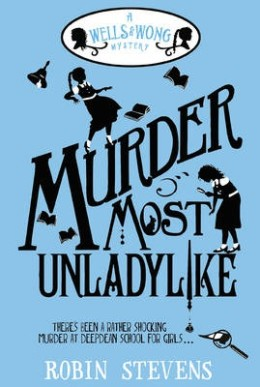 A
WELLS & WONG
MYSTERY
MURDER
MOST
UNLADYLIKE
THERE'S BEEN A RATHER SHOCKING
MURDER AT DEEPDEAN SCHOOL FOR GIRLS...
ROBIN STEVENS